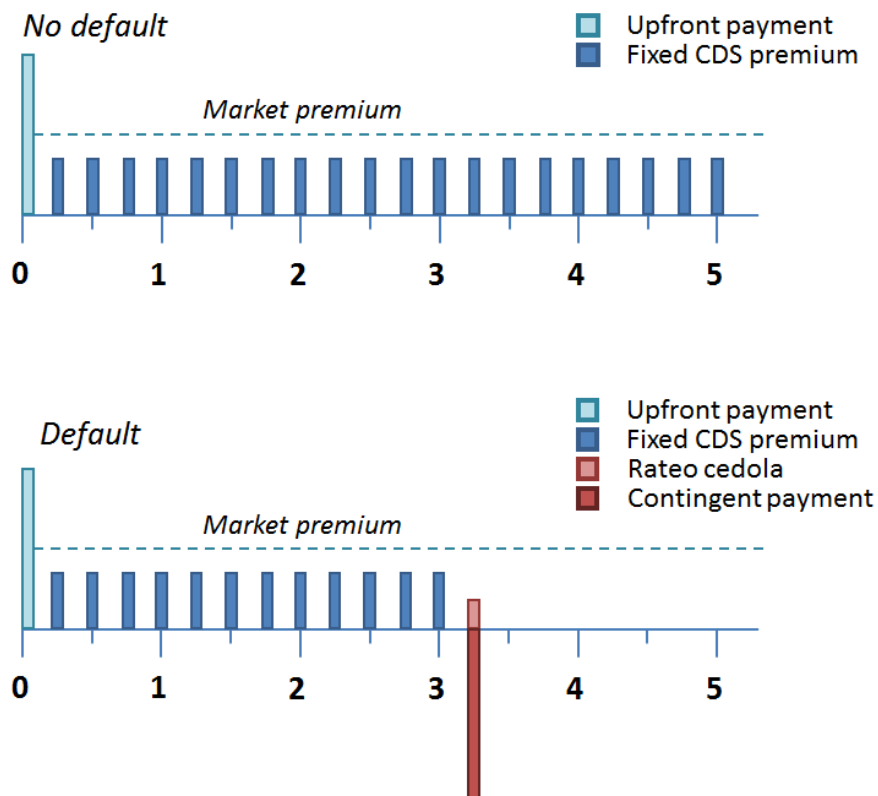 No default
Upfront payment
Fixed CDS premium
Market premium
0 1 2 3 4 5
Default
Upfront payment
Fixed CDS premium
Rateo cedola
Contingent payment
Market premium
0 1 2 3 4 5